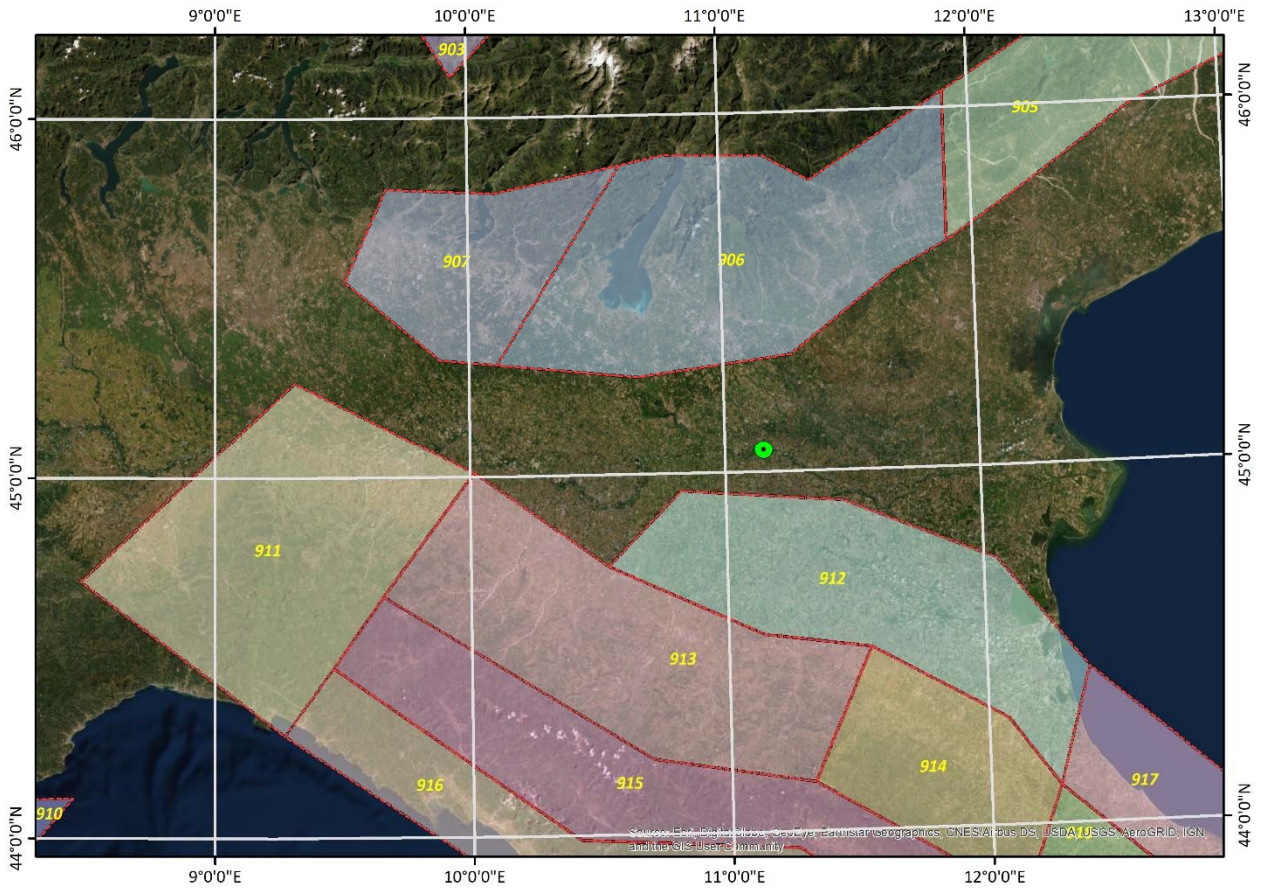 9°0'0"E 10°0'0"E 11°0'0"E 12°0'0"E 13°0'0"E
903
905
46°0'0"N 46°0'0"N
907 906
45°0'0"N 45°0'0"N
911
912
913
914
915
916
917
910
44°0'0"N 44°0'0"N
Source: Esri, DigitalGlobe, GeoEye, Earthstar Geographics, CNES/Airbus DS, USDA, USGS, AeroGRID, IGN,
and the GIS User Community
9°0'0"E 10°0'0"E 11°0'0"E 12°0'0"E